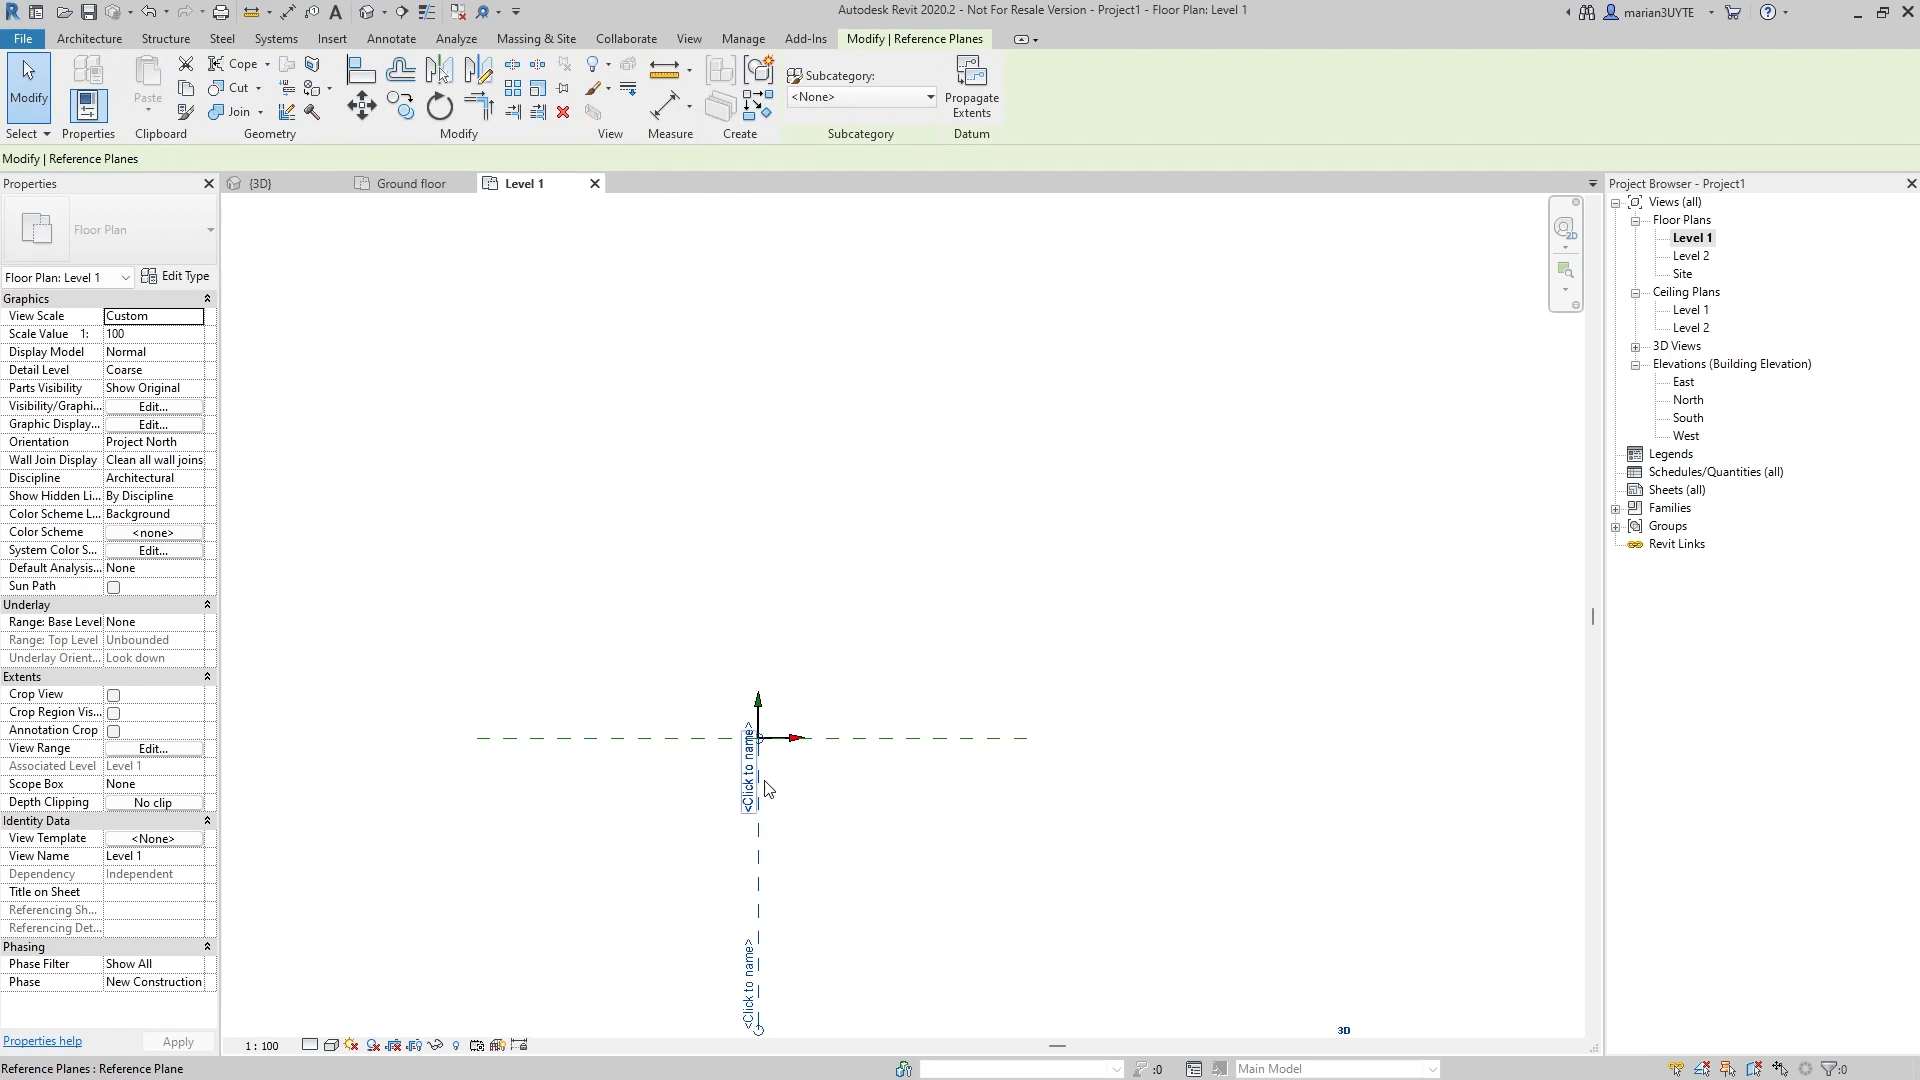 Autodesk Revit 2020.2 - Not For Resale Version - Project1 - Floor Plan: Level 1
marian3UYTE
File
Architecture
Structure
Steel
Systems
Insert
Annotate
Analyze
Massing & Site
Collaborate
View
Manage
Add-Ins
Modify | Reference Planes
Modify
Paste
Cope
Cut
Join
Subcategory:
<None>
Propagate
Extents
Select
Properties
Clipboard
Geometry
Modify
View
Measure
Create
Subcategory
Datum
Modify | Reference Planes
Properties
{3D}
Ground floor
Level 1
Project Browser - Project1
Floor Plan
Floor Plan: Level 1
Edit Type
Graphics
View Scale Custom
Scale Value 1: 100
Display Model Normal
Detail Level Coarse
Parts Visibility Show Original
Visibility/Graphi... Edit...
Graphic Display... Edit...
Orientation Project North
Wall Join Display Clean all wall joins
Discipline Architectural
Show Hidden Li... By Discipline
Color Scheme L... Background
Color Scheme <none>
System Color S... Edit...
Default Analysis... None
Sun Path
Underlay
Range: Base Level None
Range: Top Level Unbounded
Underlay Orient... Look down
Extents
Crop View
Crop Region Vis...
Annotation Crop
View Range Edit...
Associated Level Level 1
Scope Box None
Depth Clipping No clip
Identity Data
View Template <None>
View Name Level 1
Dependency Independent
Title on Sheet
Referencing Sh...
Referencing Det...
Phasing
Phase Filter Show All
Phase New Construction
Properties help
Apply
2D
<Click to name>
<Click to name>
3D
Views (all)
Floor Plans
Level 1
Level 2
Site
Ceiling Plans
Level 1
Level 2
3D Views
Elevations (Building Elevation)
East
North
South
West
Legends
Schedules/Quantities (all)
Sheets (all)
Families
Groups
Revit Links
1 : 100
Reference Planes : Reference Plane
:0
Main Model
:0